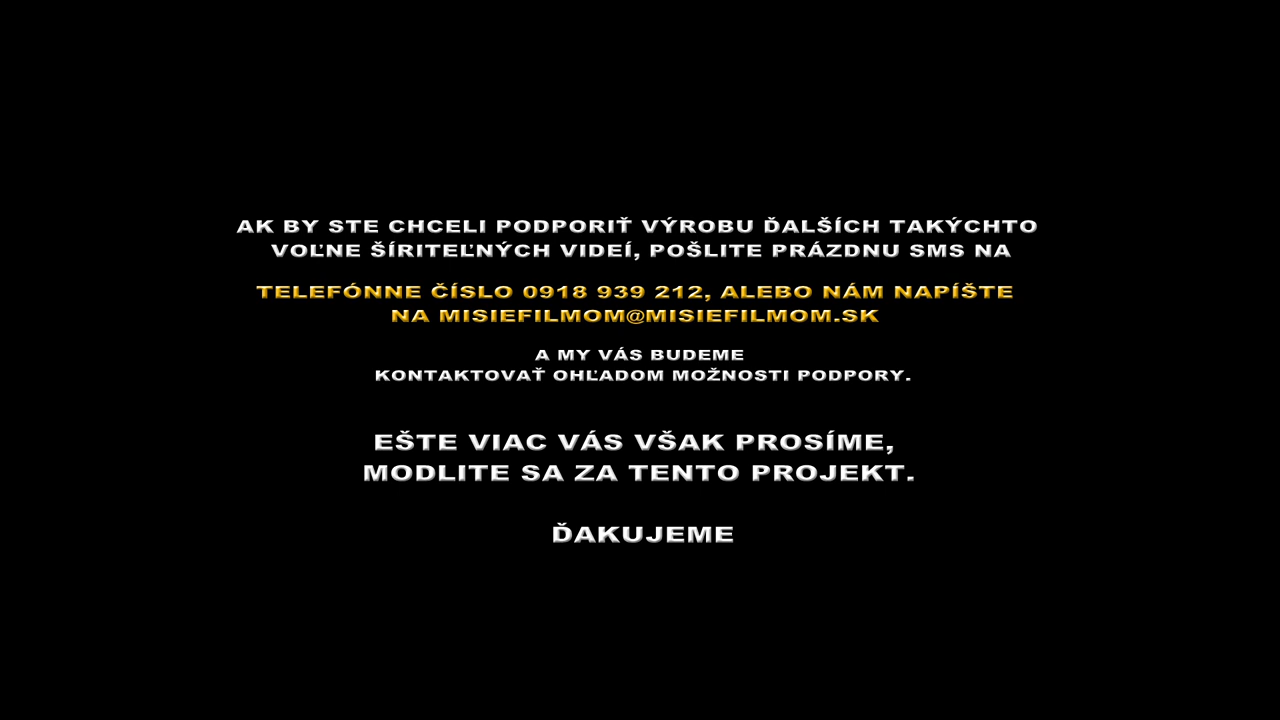 AK BY STE CHCELI PODPORIŤ VÝROBU ĎALŠÍCH TAKÝCHTO
VOĽNE ŠÍRITEĽNÝCH VIDEÍ, POŠLITE PRÁZDNU SMS NA
TELEFÓNNE ČÍSLO 0918 939 212, ALEBO NÁM NAPÍŠTE
NA MISIEFILMOM@MISIEFILMOM.SK
A MY VÁS BUDEME
KONTAKTOVAŤ OHĽADOM MOŽNOSTI PODPORY.
EŠTE VIAC VÁS VŠAK PROSÍME,
MODLITE SA ZA TENTO PROJEKT.
ĎAKUJEME